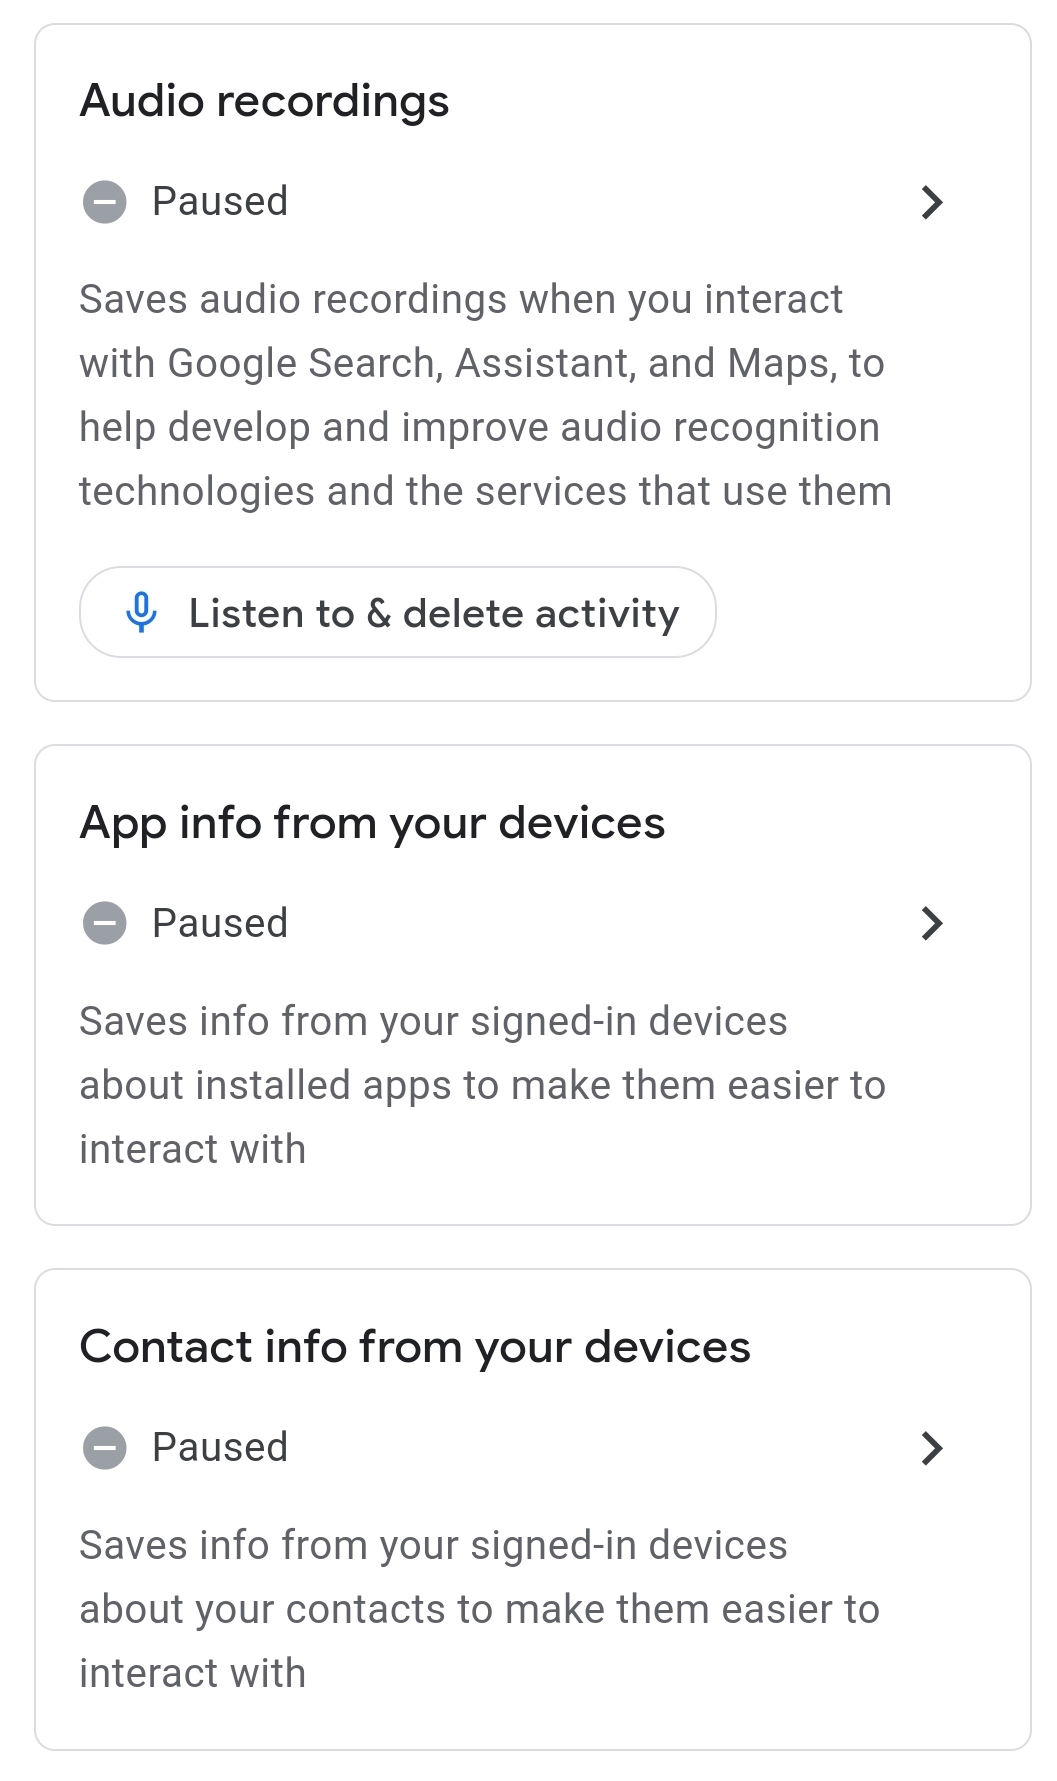 Audio recordings
Paused
Saves audio recordings when you interact
with Google Search, Assistant, and Maps, to
help develop and improve audio recognition
technologies and the services that use them
Listen to & delete activity
App info from your devices
Paused
Saves info from your signed-in devices
about installed apps to make them easier to
interact with
Contact info from your devices
Paused
Saves info from your signed-in devices
about your contacts to make them easier to
interact with